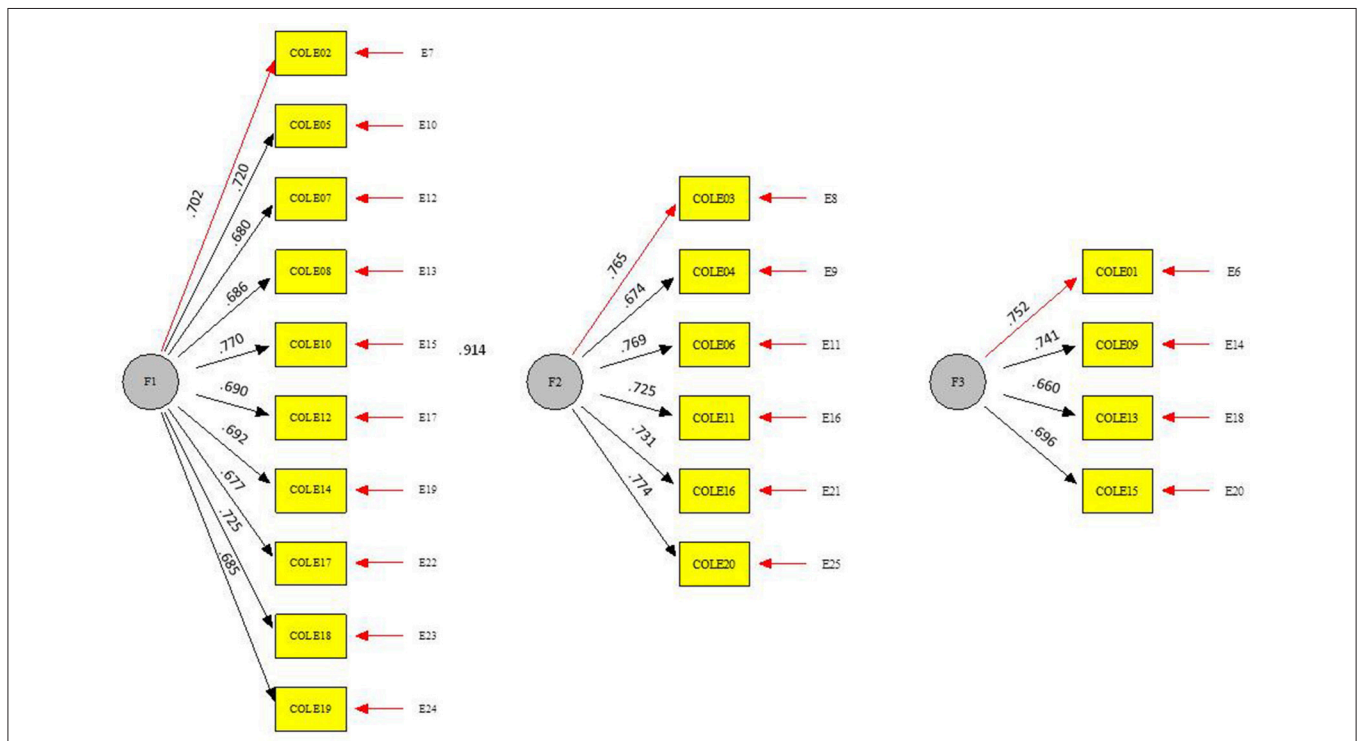 COLE02 E7
.702
COLE05 E10
.720
COLE07 E12
.680
COLE08 E13
.686
COLE10 E15
.770
F1
COLE12 E17
.690
COLE14 E19
.692
COLE17 E22
.677
COLE18 E23
.725
COLE19 E24
.685
.914
COLE03 E8
.765
COLE04 E9
.674
COLE06 E11
.769
F2
COLE11 E16
.725
COLE16 E21
.731
COLE20 E25
.774
COLE01 E6
.752
COLE09 E14
.741
F3
COLE13 E18
.660
COLE15 E20
.696